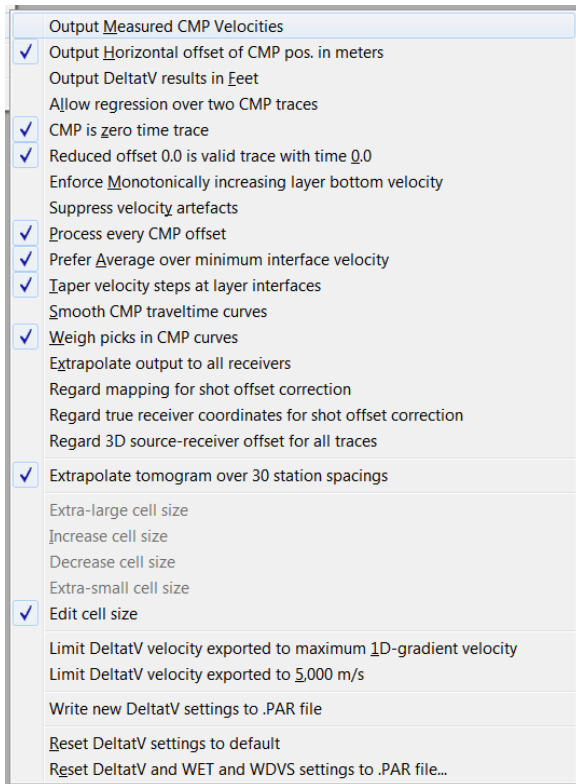 Output Measured CMP Velocities
Output Horizontal offset of CMP pos. in meters
Output DeltatV results in Feet
Allow regression over two CMP traces
CMP is zero time trace
Reduced offset 0.0 is valid trace with time 0.0
Enforce Monotonically increasing layer bottom velocity
Suppress velocity artefacts
Process every CMP offset
Prefer Average over minimum interface velocity
Taper velocity steps at layer interfaces
Smooth CMP traveltime curves
Weigh picks in CMP curves
Extrapolate output to all receivers
Regard mapping for shot offset correction
Regard true receiver coordinates for shot offset correction
Regard 3D source-receiver offset for all traces
Extrapolate tomogram over 30 station spacings
Extra-large cell size
Increase cell size
Decrease cell size
Extra-small cell size
Edit cell size
Limit DeltatV velocity exported to maximum 1D-gradient velocity
Limit DeltatV velocity exported to 5,000 m/s
Write new DeltatV settings to .PAR file
Reset DeltatV settings to default
Reset DeltatV and WET and WDVS settings to .PAR file...